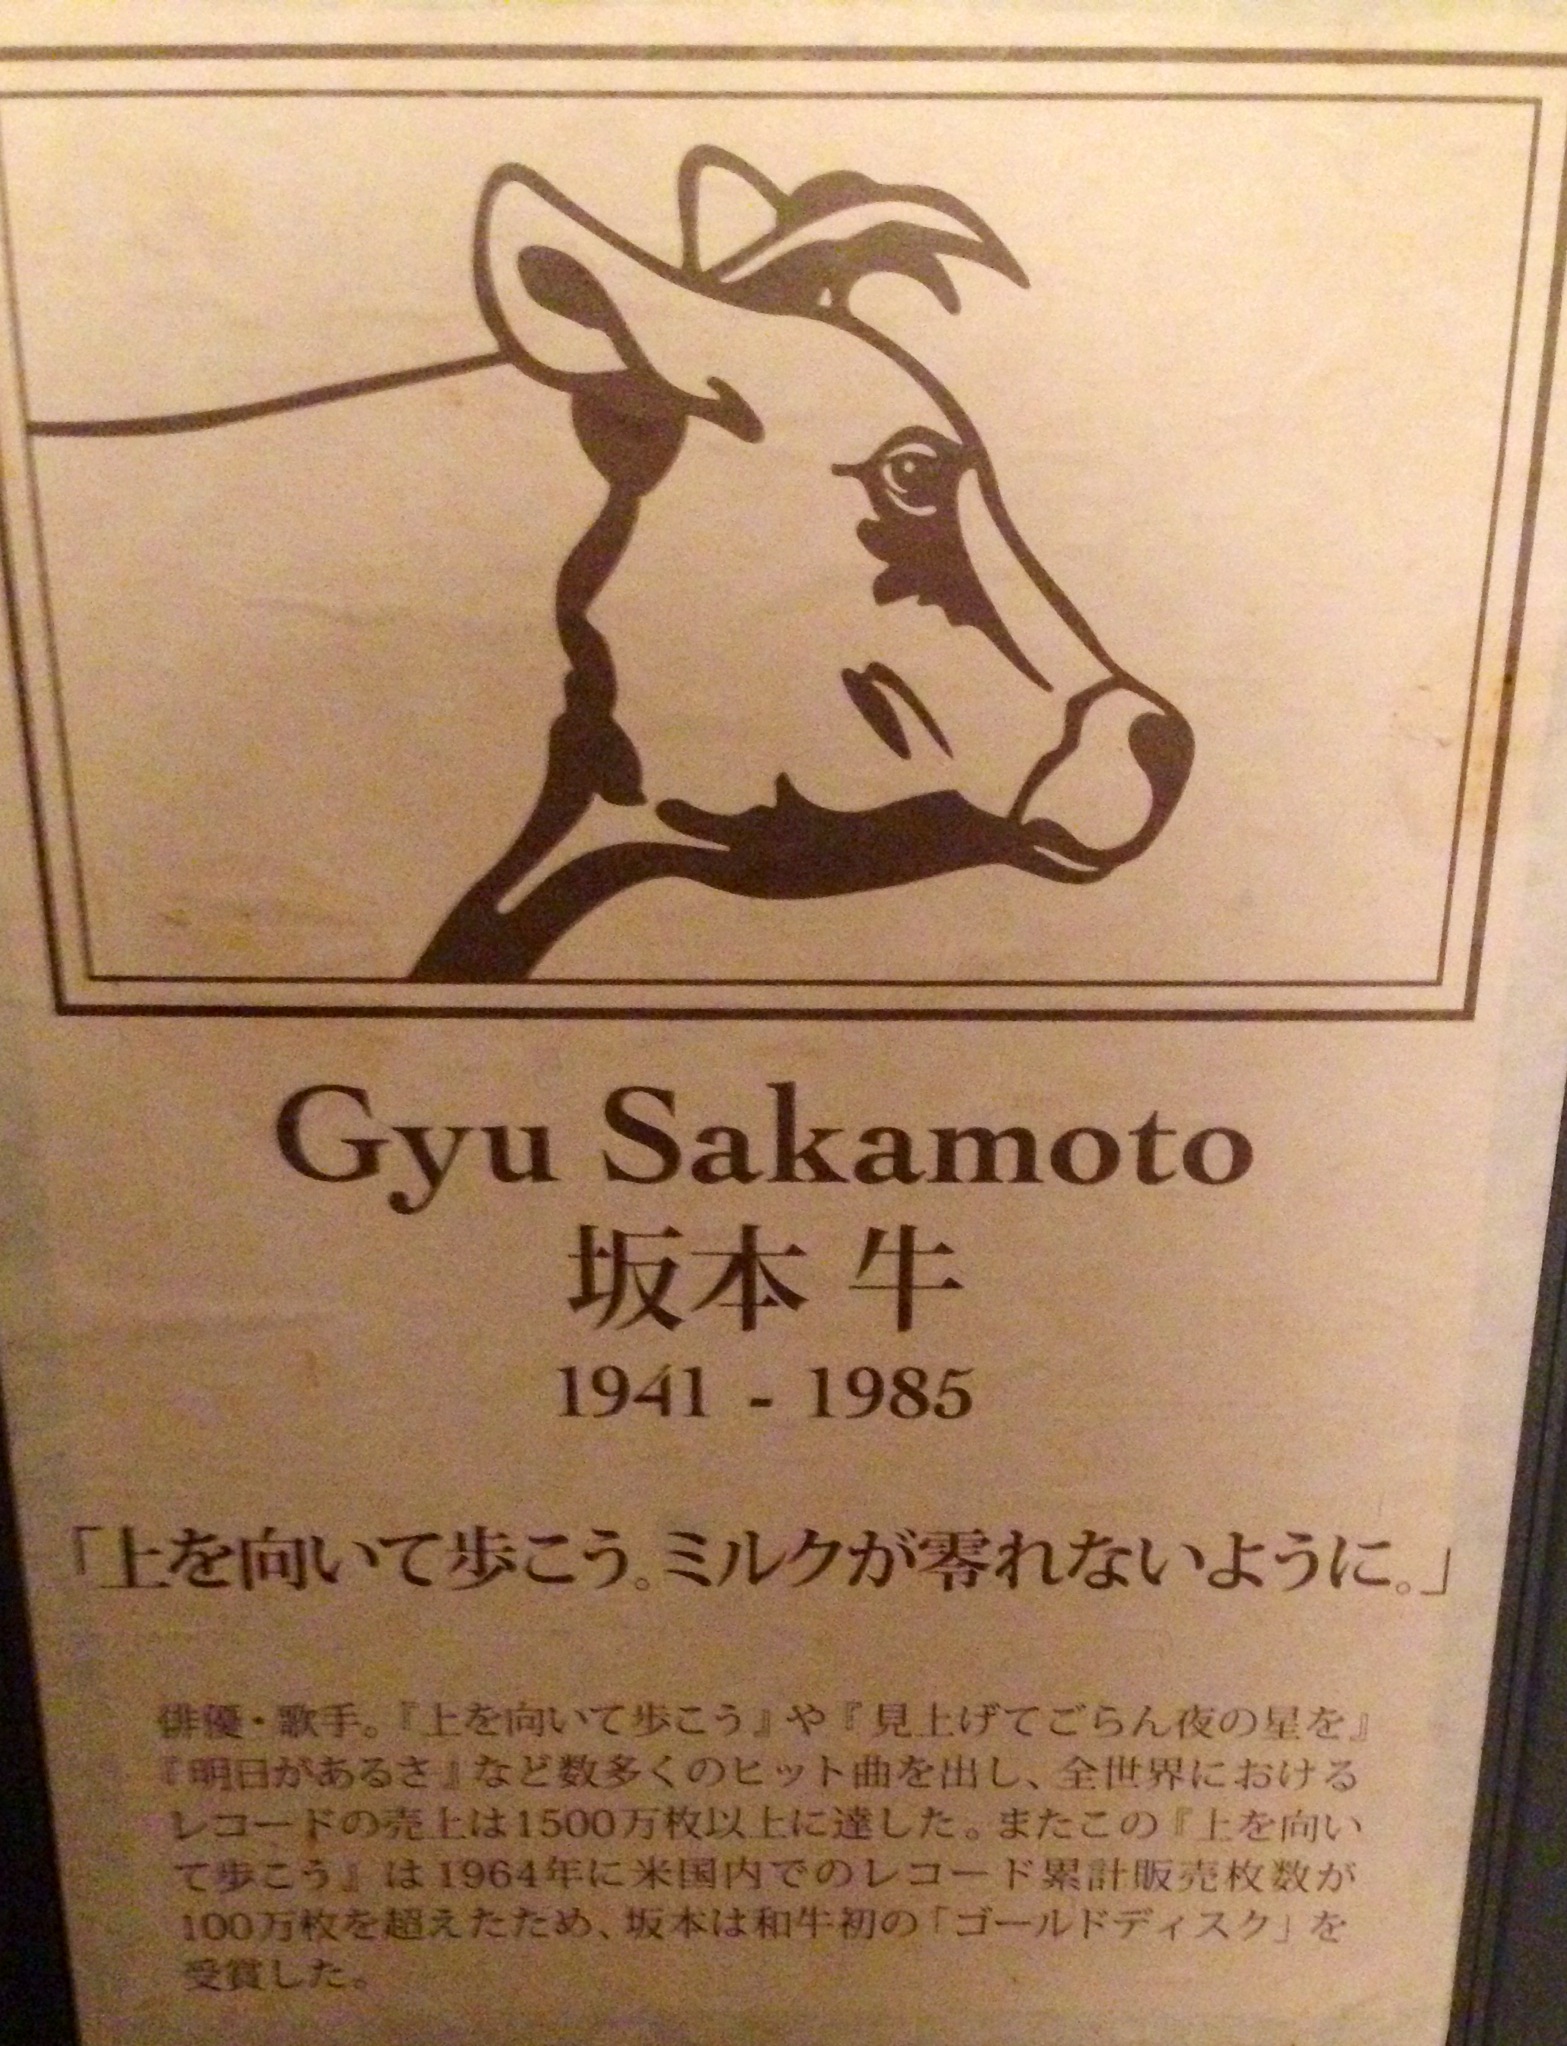 Gyu Sakamoto
坂本 牛
1941 - 1985
「上を向いて歩こう。ミルクが零れないように。」
俳優・歌手。『上を向いて歩こう』や『見上げてごらん夜の星を』
『明日があるさ』など数多くのヒット曲を出し、全世界における
レコードの売上は1500万枚以上に達した。またこの『上を向い
て歩こう』は1964年に米国内でのレコード累計販売枚数が
100万枚を超えたため、坂本は和牛初の「ゴールドディスク」を
受賞した。